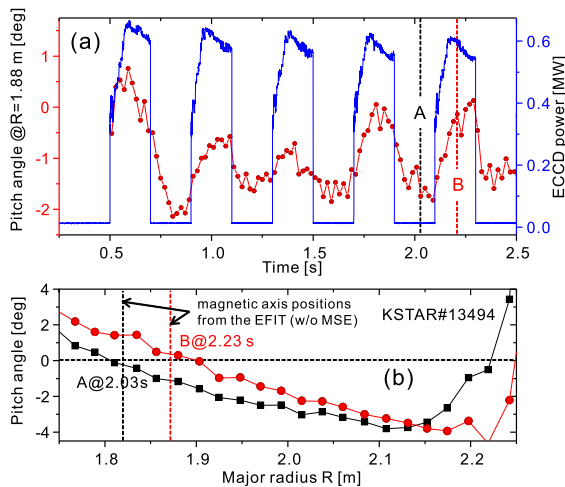 (a)
Pitch angle @R=1.88 m [deg]
1
0
-1
-2
A
B
0.6
0.4
0.2
0.0
ECCD power [MW]
0.5 1.0 1.5 2.0 2.5
Time [s]
4
2
0
-2
-4
Pitch angle [deg]
magnetic axis positions
from the EFIT (w/o MSE)
KSTAR#13494
B@2.23 s
A@2.03s
(b)
1.8 1.9 2.0 2.1 2.2
Major radius R [m]